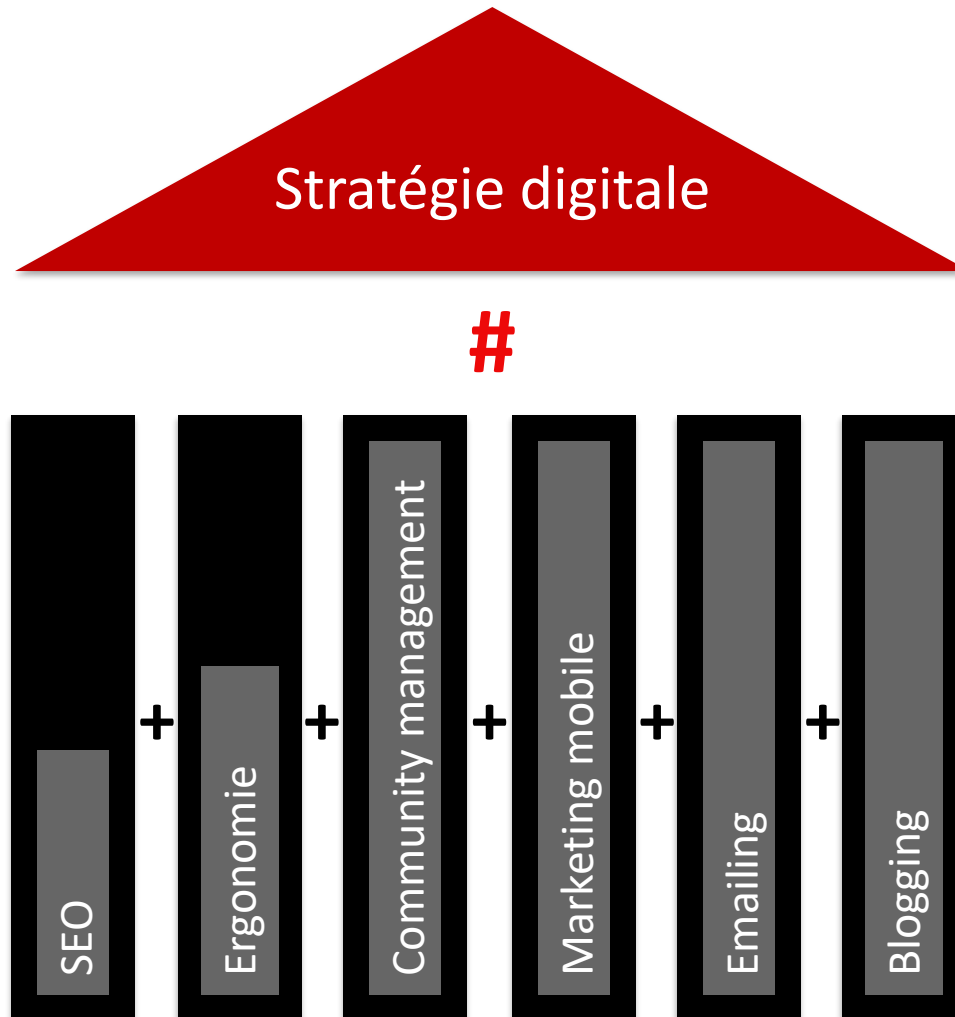 Stratégie digitale
#
SEO
+
Ergonomie
+
Community management
+
Marketing mobile
+
Emailing
+
Blogging